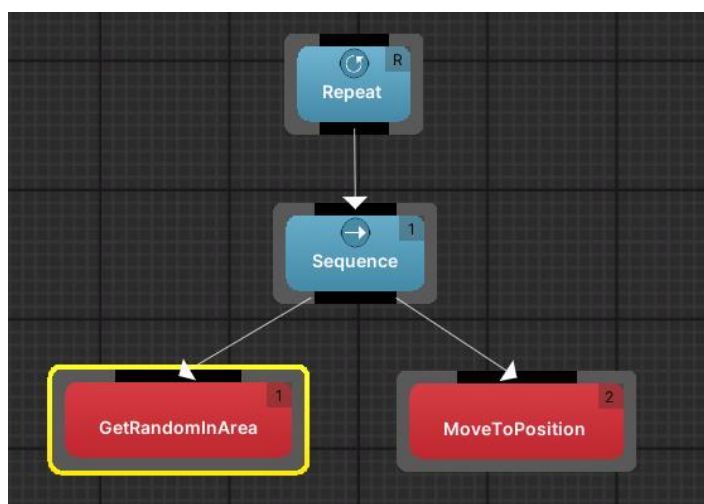 R
Repeat
1
Sequence
1
GetRandomInArea
2
MoveToPosition